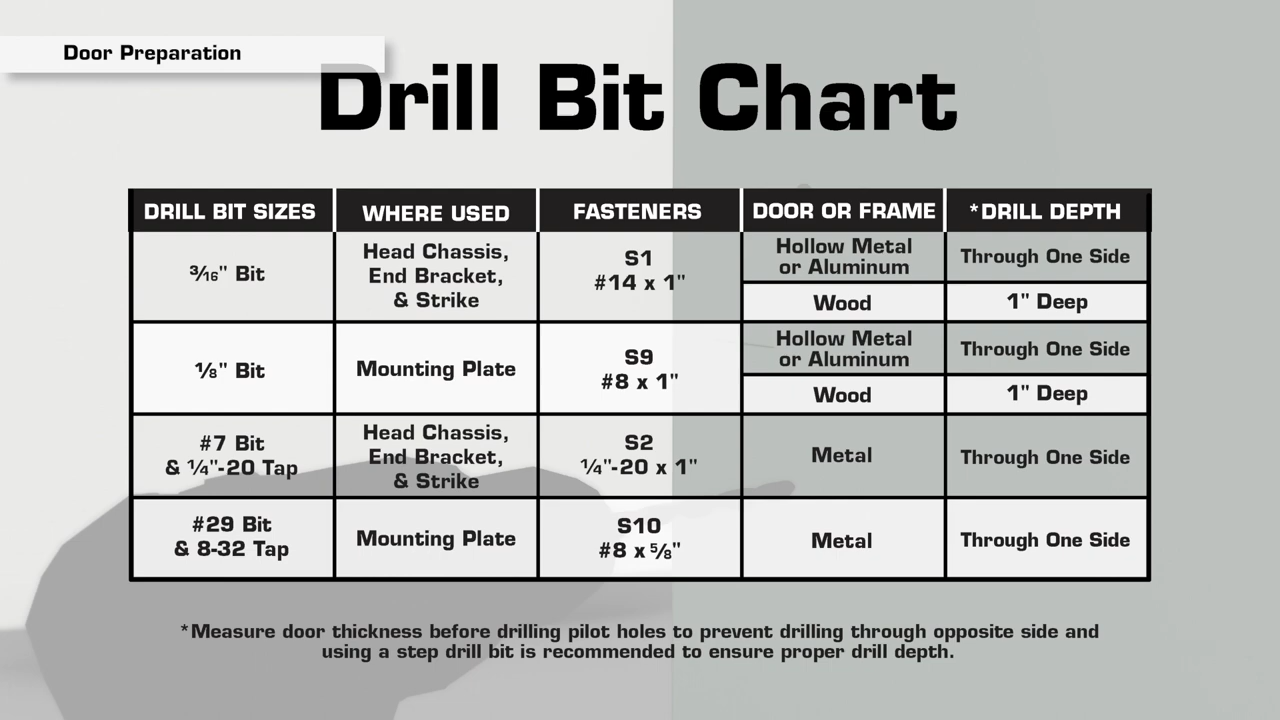 Door Preparation
Drill Bit Chart
DRILL BIT SIZES
WHERE USED
FASTENERS
DOOR OR FRAME
*DRILL DEPTH
3/16" Bit
Head Chassis,
End Bracket,
& Strike
S1
#14 x 1"
Hollow Metal
or Aluminum
Through One Side
Wood
1" Deep
1/8" Bit
Mounting Plate
S9
#8 x 1"
Hollow Metal
or Aluminum
Through One Side
Wood
1" Deep
#7 Bit
& 1/4"-20 Tap
Head Chassis,
End Bracket,
& Strike
S2
1/4"-20 x 1"
Metal
Through One Side
#29 Bit
& 8-32 Tap
Mounting Plate
S10
#8 x 5/8"
Metal
Through One Side
*Measure door thickness before drilling pilot holes to prevent drilling through opposite side and
using a step drill bit is recommended to ensure proper drill depth.